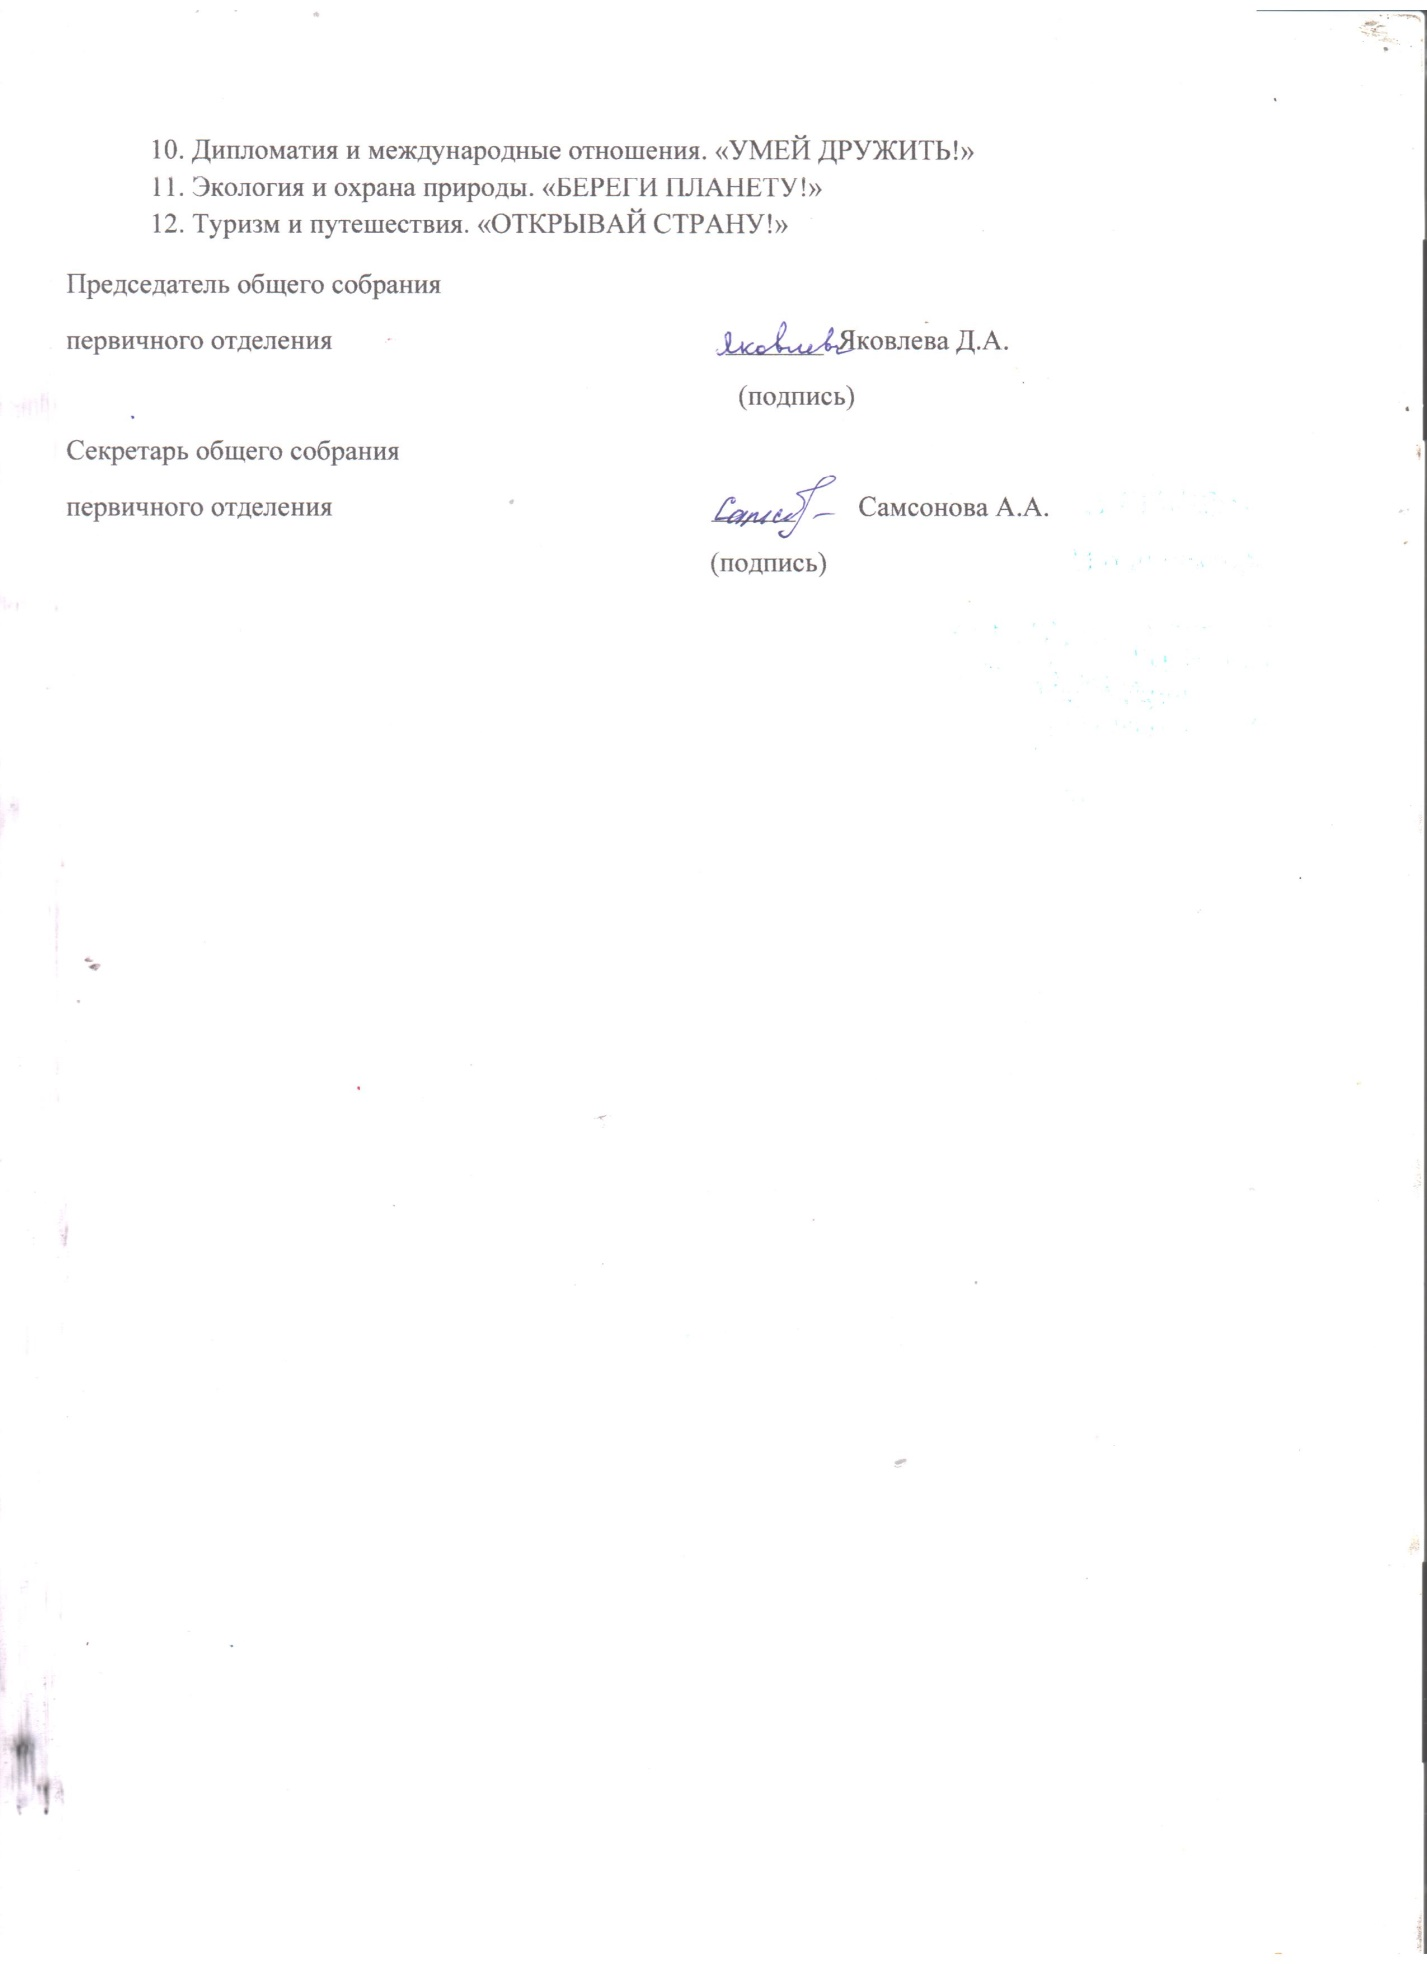 10. Дипломатия и международные отношения. «УМЕЙ ДРУЖИТЬ!»
11. Экология и охрана природы. «БЕРЕГИ ПЛАНЕТУ!»
12. Туризм и путешествия. «ОТКРЫВАЙ СТРАНУ!»
Председатель общего собрания
первичного отделения Яковлева Яковлева Д.А.
(подпись)
Секретарь общего собрания
первичного отделения Самсонова А.А.
(подпись)